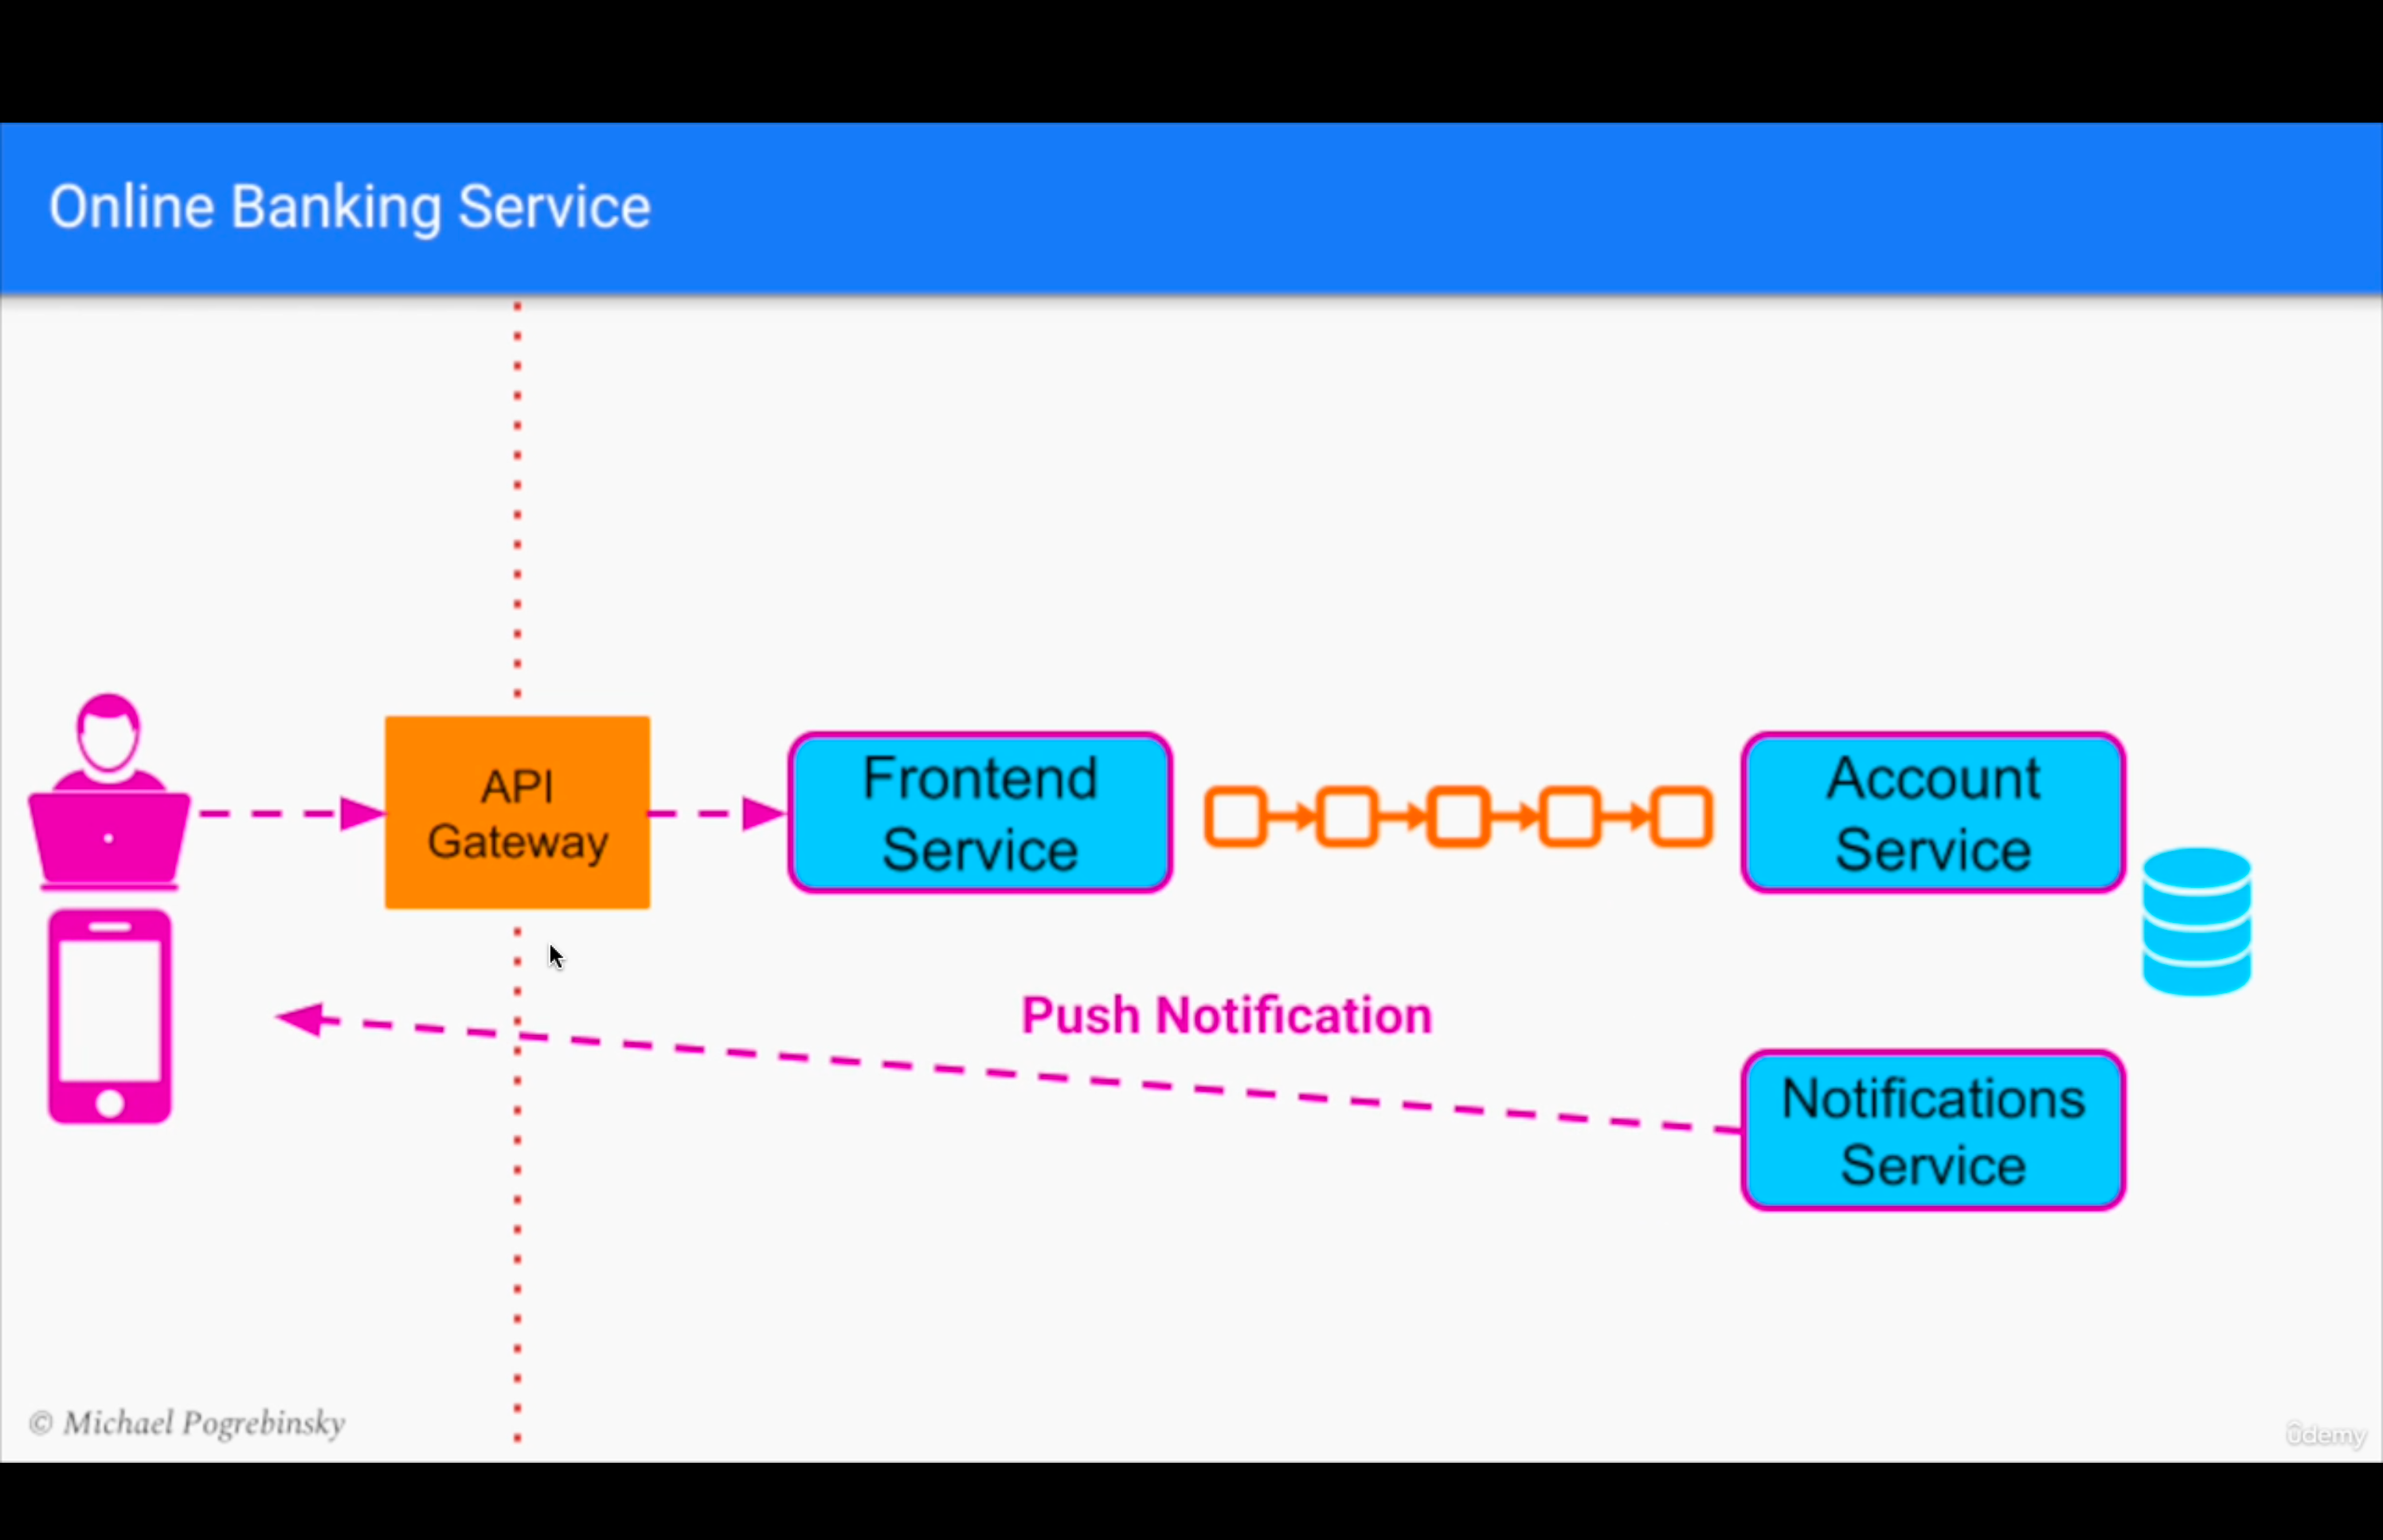 Online Banking Service
API
Gateway
Frontend
Service
Account
Service
Push Notification
Notifications
Service
© Michael Pogrebinsky
ûdemy